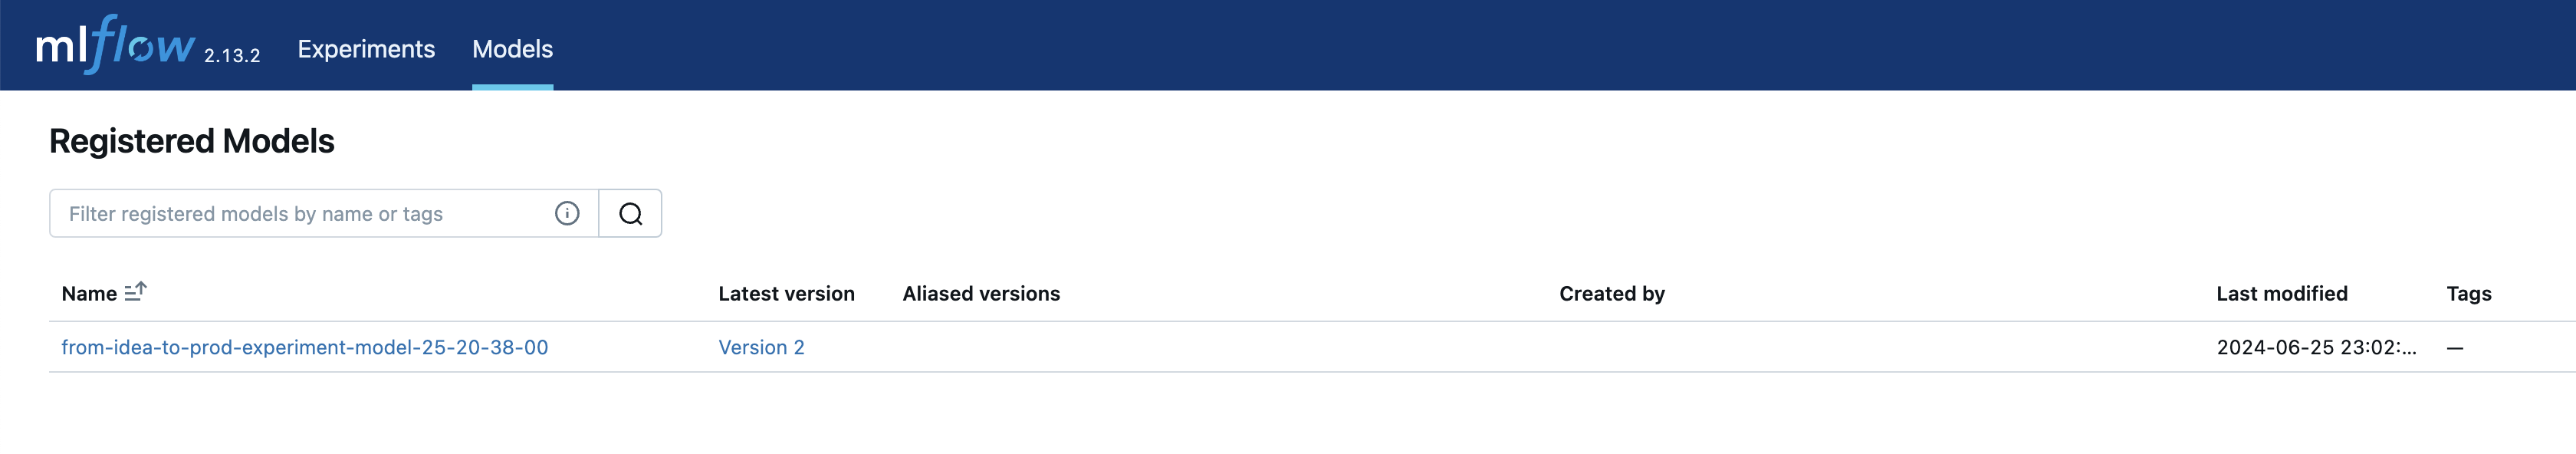 mlflow 2.13.2 Experiments Models
Registered Models
Filter registered models by name or tags
Name Latest version Aliased versions Created by Last modified Tags
from-idea-to-prod-experiment-model-25-20-38-00 Version 2 2024-06-25 23:02:... —